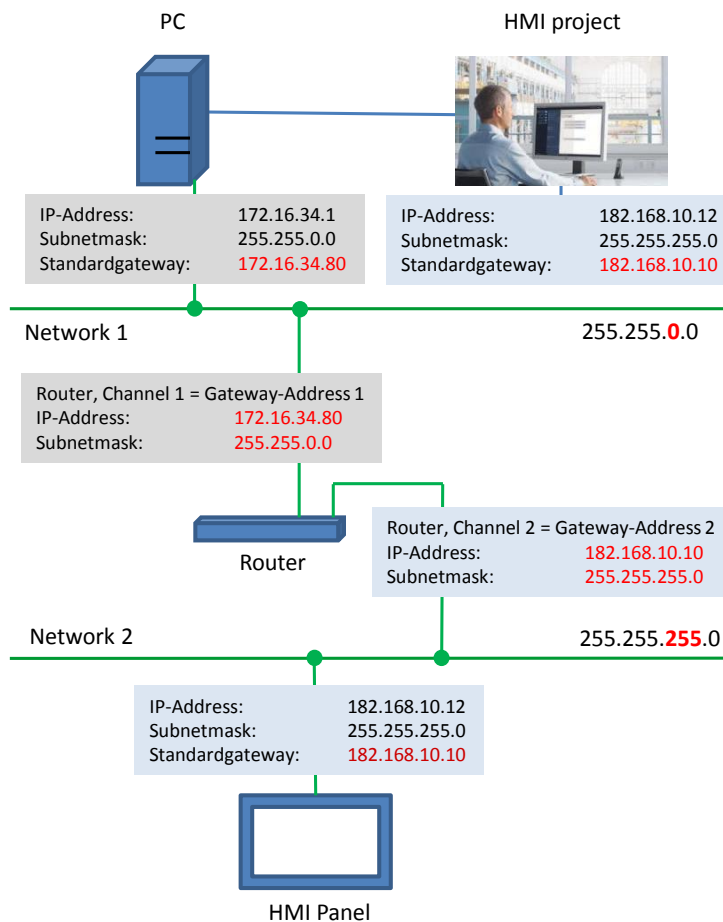 PC
HMI project
IP-Address: 172.16.34.1
Subnetmask: 255.255.0.0
Standardgateway: 172.16.34.80
IP-Address: 182.168.10.12
Subnetmask: 255.255.255.0
Standardgateway: 182.168.10.10
Network 1 255.255.0.0
Router, Channel 1 = Gateway-Address 1
IP-Address: 172.16.34.80
Subnetmask: 255.255.0.0
Router
Router, Channel 2 = Gateway-Address 2
IP-Address: 182.168.10.10
Subnetmask: 255.255.255.0
Network 2 255.255.255.0
IP-Address: 182.168.10.12
Subnetmask: 255.255.255.0
Standardgateway: 182.168.10.10
HMI Panel